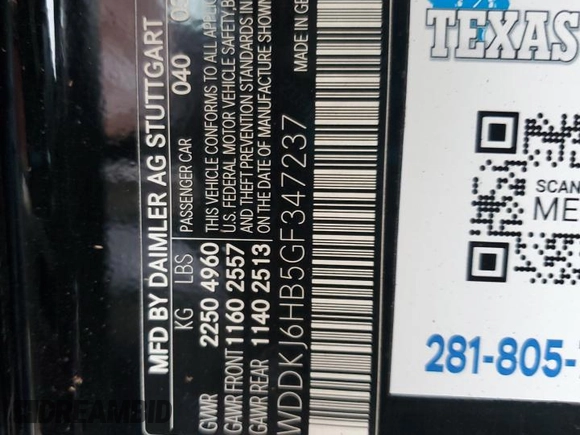 MFD BY DAIMLER AG STUTTGART
KG LBS PASSENGER CAR 040
GVWR 2250 4960 THIS VEHICLE CONFORMS TO ALL
GAWR FRONT 1160 2557 U.S. FEDERAL MOTOR VEHICLE SAFETY,
AND THEFT PREVENTION STANDARDS IN
GAWR REAR 1140 2513 ON THE DATE OF MANUFACTURE SHOWN
WDDKJ6HB5GF347237 MADE IN
TEXAS
SCAN
ME
281-805-
DREAMBID